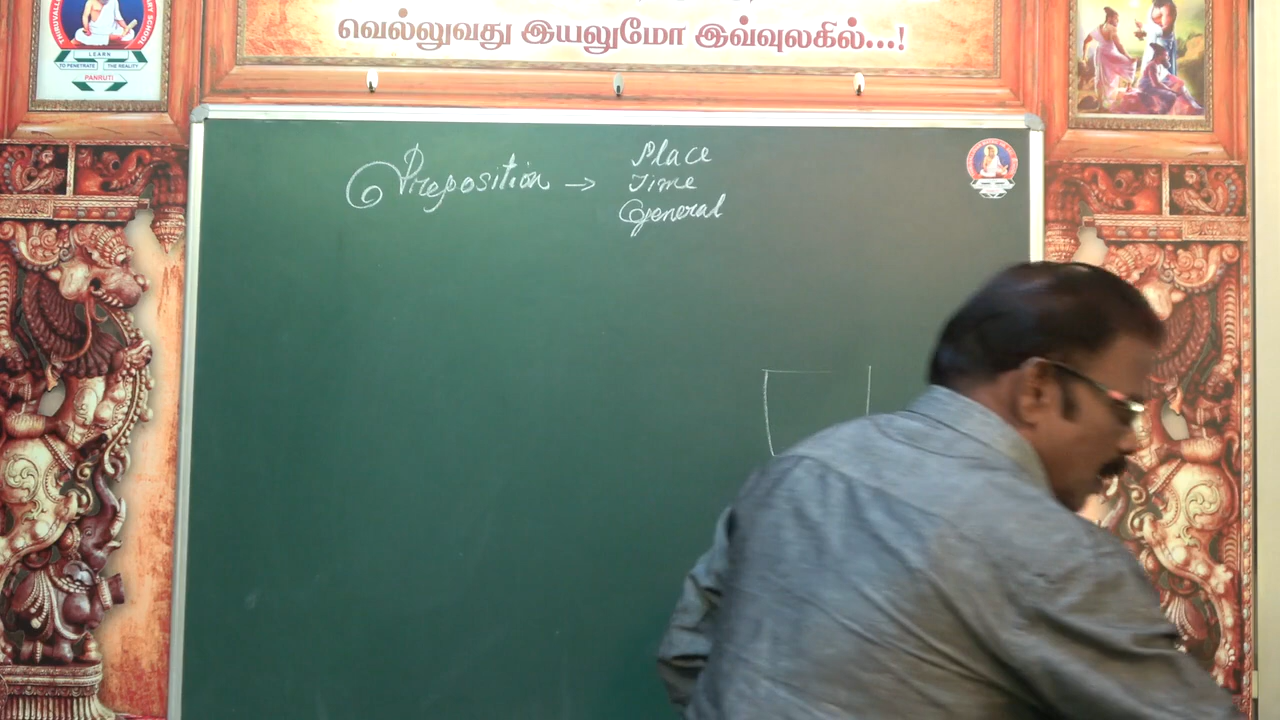 வெல்லுவது இயலுமோ இவ்வுலகில்...!
LEARN
TO PENETRATE THE REALITY
PANRUTI
Preposition → Place
Time
General